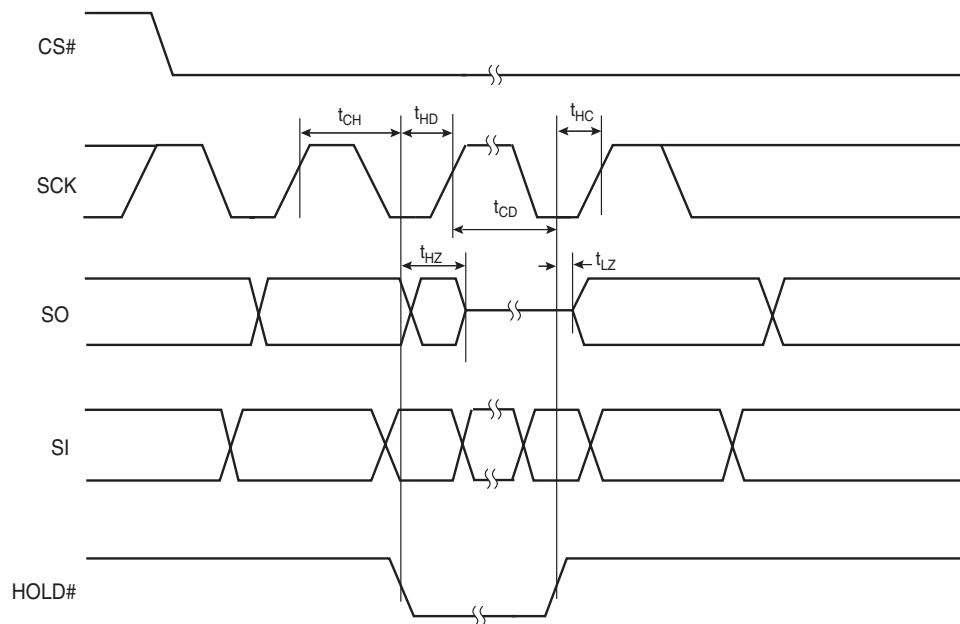 CS#
tCH
tHD
tHC
SCK
tCD
tHZ
tLZ
SO
SI
HOLD#